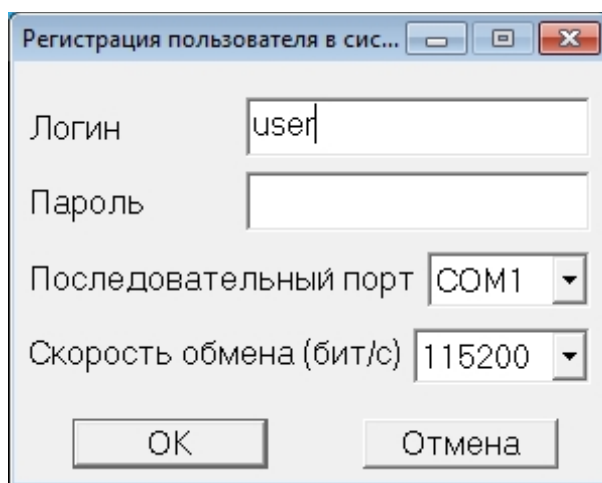 Регистрация пользователя в сис...
Логин user
Пароль
Последовательный порт COM1
Скорость обмена (бит/с) 115200
OK Отмена